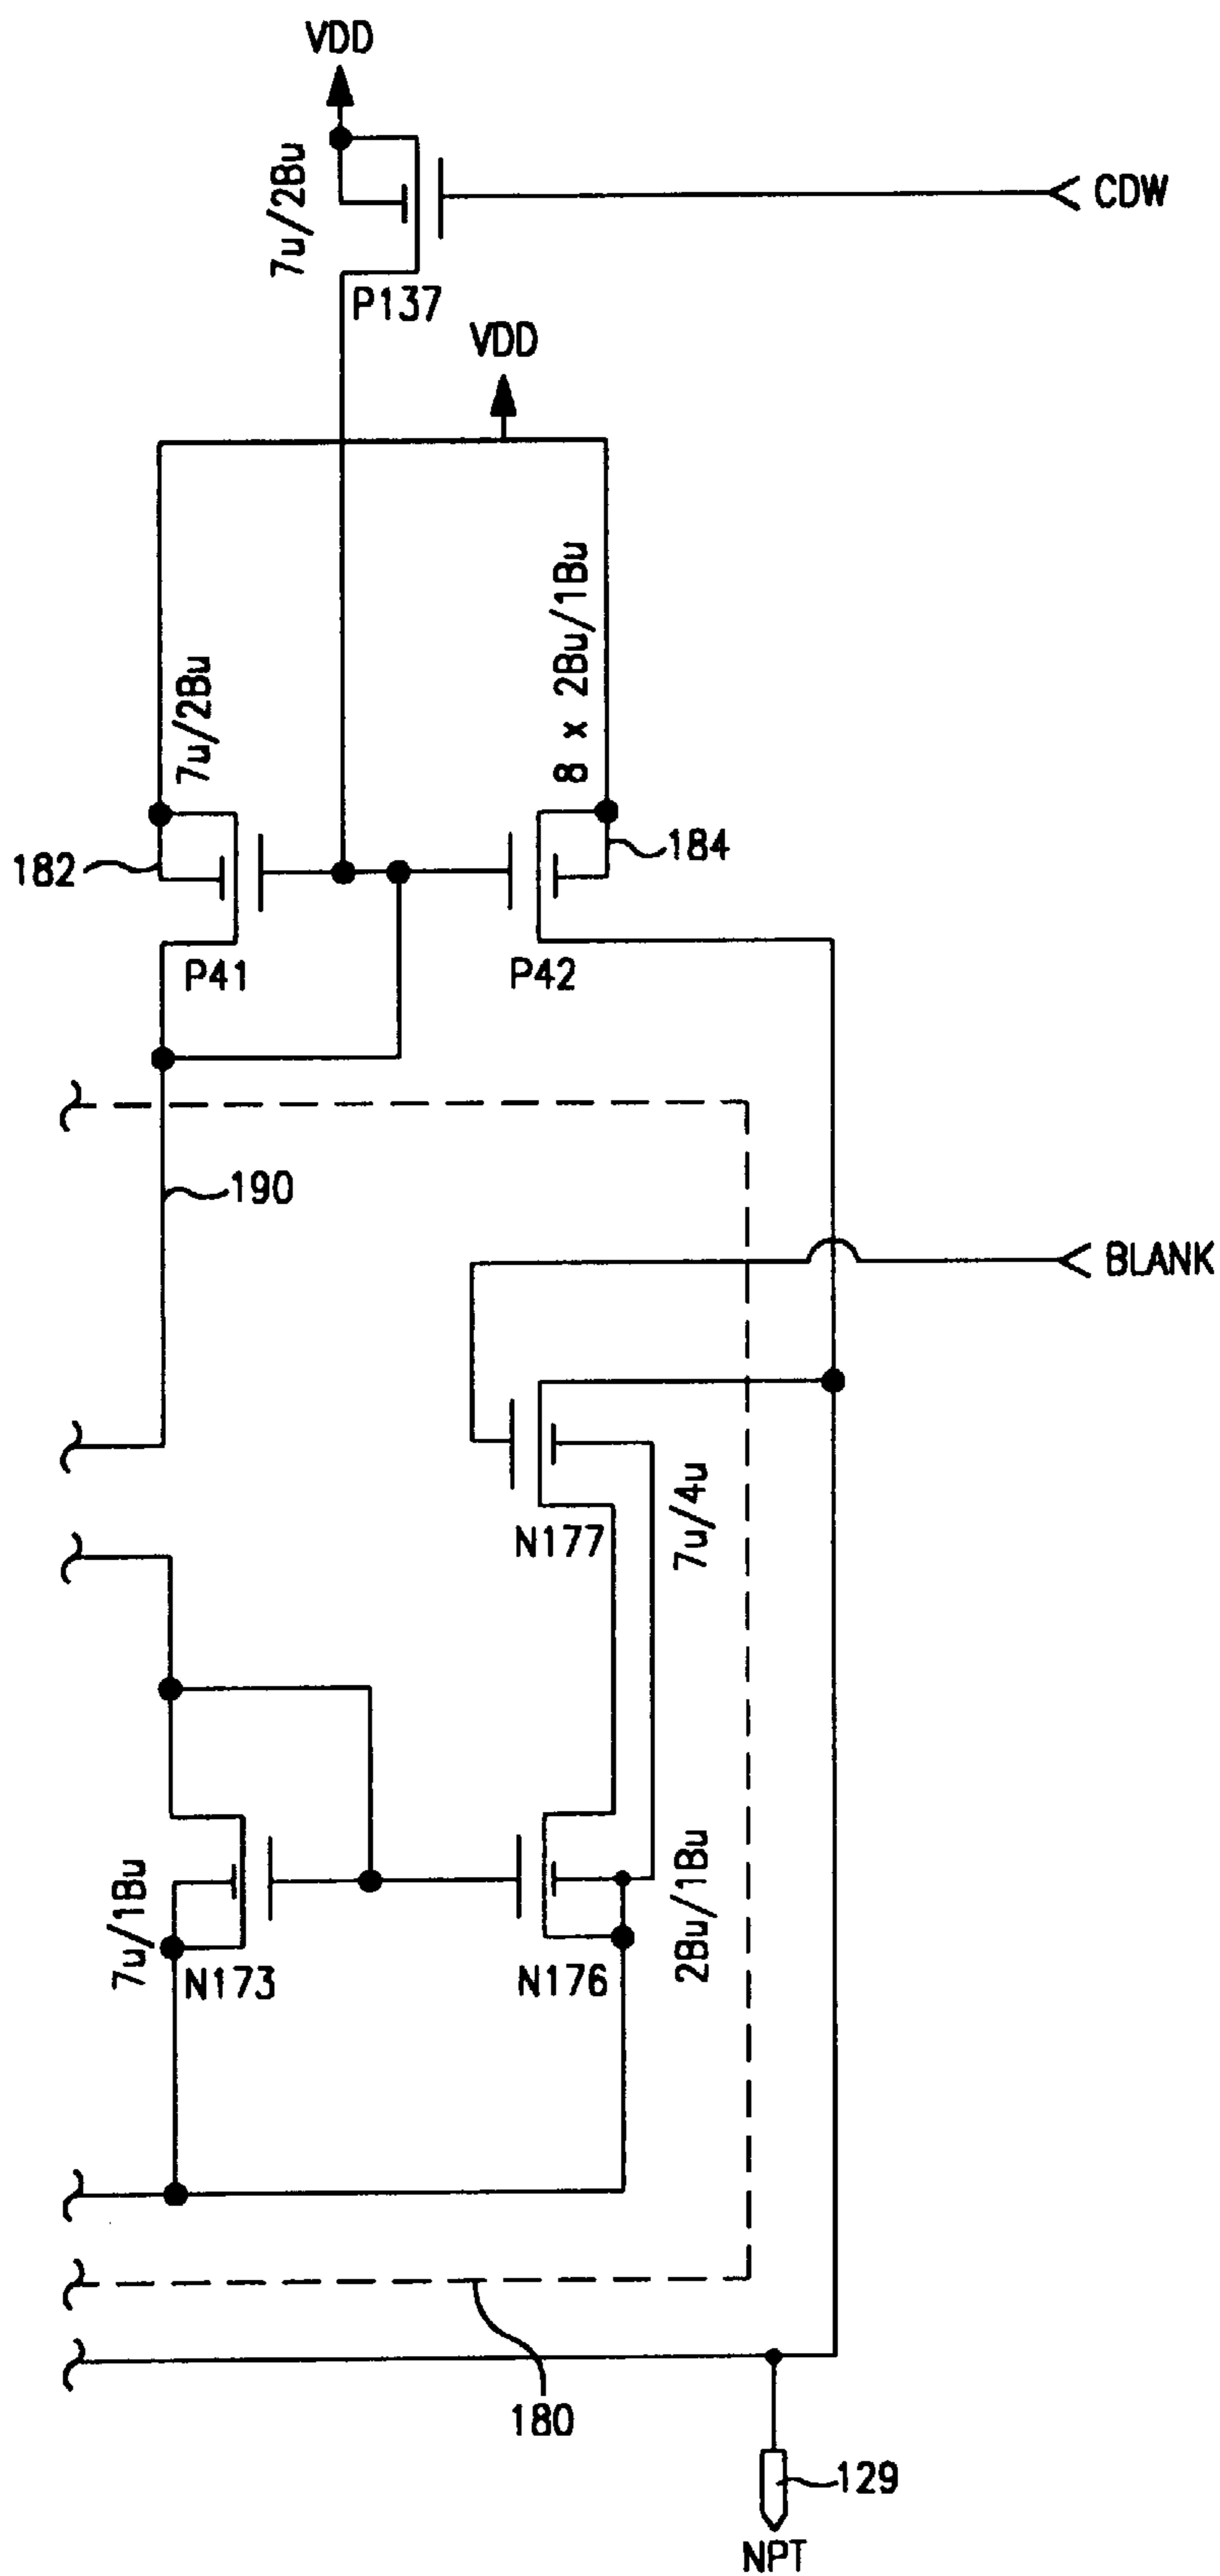 VDD
7u/2Bu
CDW
P137
VDD
8 x 2Bu/1Bu
7u/2Bu
182
184
P41
P42
190
BLANK
7u/4u
N177
7u/1Bu
2Bu/1Bu
N173
N176
180
129
NPT